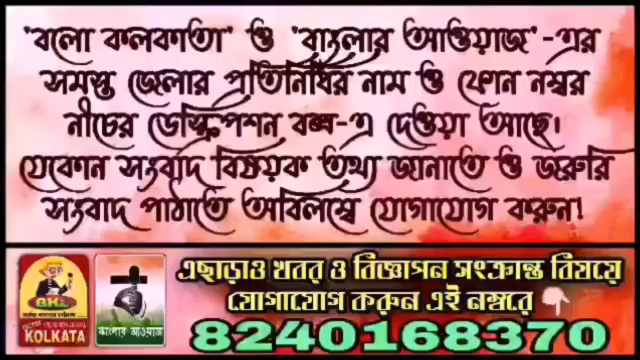 'বলো কলকাতা' ও 'বাংলার আওয়াজ'-এর
সমস্ত জেলার প্রতিনিধির নাম ও ফোন নম্বর
নীচের ডেস্ক্রিপশন বক্স-এ দেওয়া আছে।
যেকোন সংবাদ বিষয়ক তথ্য জানাতে ও জরুরি
সংবাদ পাঠাতে অবিলম্বে যোগাযোগ করুন!
এছাড়াও খবর ও বিজ্ঞাপন সংক্রান্ত বিষয়ে
যোগাযোগ করুন এই নম্বরে
8240168370
KOLKATA
বাংলার আওয়াজ